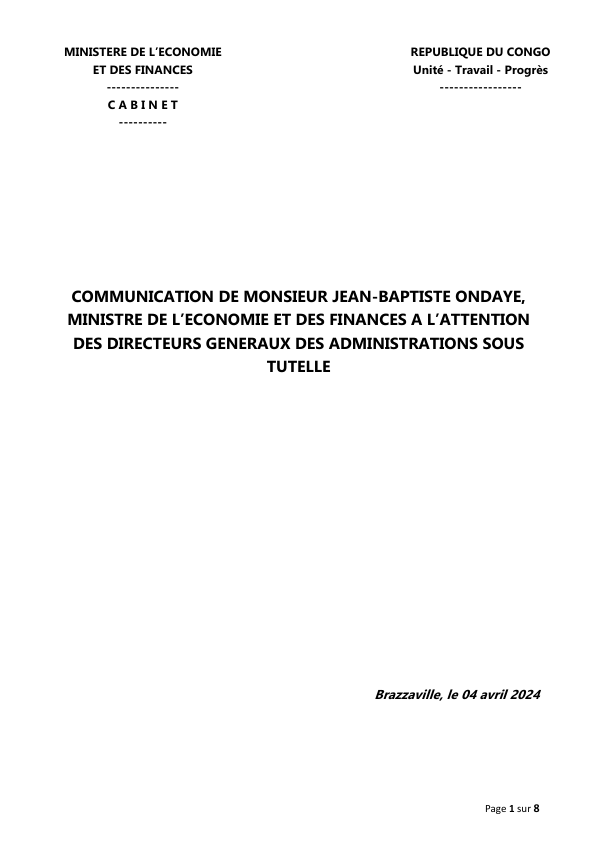 MINISTERE DE L'ECONOMIE
ET DES FINANCES
---------------
C A B I N E T
----------
REPUBLIQUE DU CONGO
Unité - Travail - Progrès
-----------------
COMMUNICATION DE MONSIEUR JEAN-BAPTISTE ONDAYE,
MINISTRE DE L'ECONOMIE ET DES FINANCES A L'ATTENTION
DES DIRECTEURS GENERAUX DES ADMINISTRATIONS SOUS
TUTELLE
Brazzaville, le 04 avril 2024
Page 1 sur 8